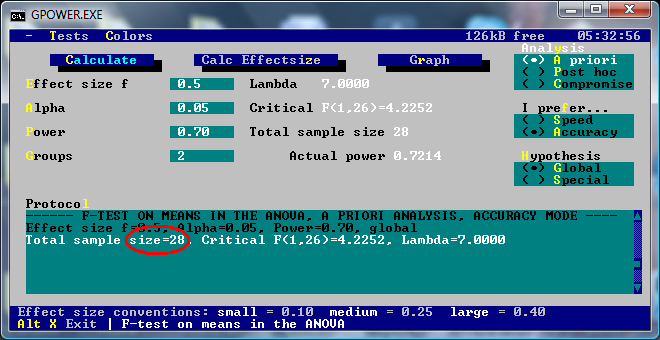 GPOWER.EXE
- Tests Colors 126kB free 05:32:56
Calculate Calc Effectsize Graph
Analysis
(•) A priori
( ) Post hoc
( ) Compromise
Effect size f 0.5 Lambda 7.0000
Alpha 0.05 Critical F(1,26)=4.2252
I prefer...
( ) Speed
(•) Accuracy
Power 0.70 Total sample size 28
Groups 2 Actual power 0.7214
Hypothesis
(•) Global
( ) Special
Protocol
------ F-TEST ON MEANS IN THE ANOVA, A PRIORI ANALYSIS, ACCURACY MODE ----
Effect size f=0.5, Alpha=0.05, Power=0.70, global
Total sample size=28, Critical F(1,26)=4.2252, Lambda=7.0000
Effect size conventions: small = 0.10 medium = 0.25 large = 0.40
Alt X Exit | F-test on means in the ANOVA